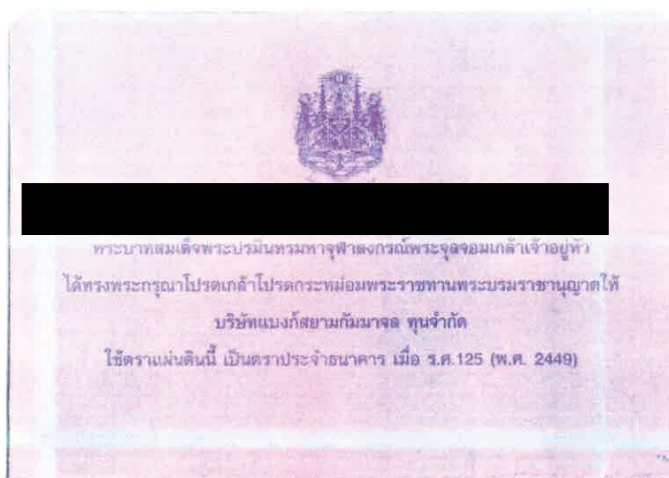 พระบาทสมเด็จพระปรมินทรมหาจุฬาลงกรณ์พระจุลจอมเกล้าเจ้าอยู่หัว
ได้ทรงพระกรุณาโปรดเกล้าโปรดกระหม่อมพระราชทานพระบรมราชานุญาตให้
บริษัทแบงก์สยามกัมมาจล ทุนจำกัด
ใช้ตราแผ่นดินนี้ เป็นตราประจำธนาคาร เมื่อ ร.ศ.125 (พ.ศ. 2449)